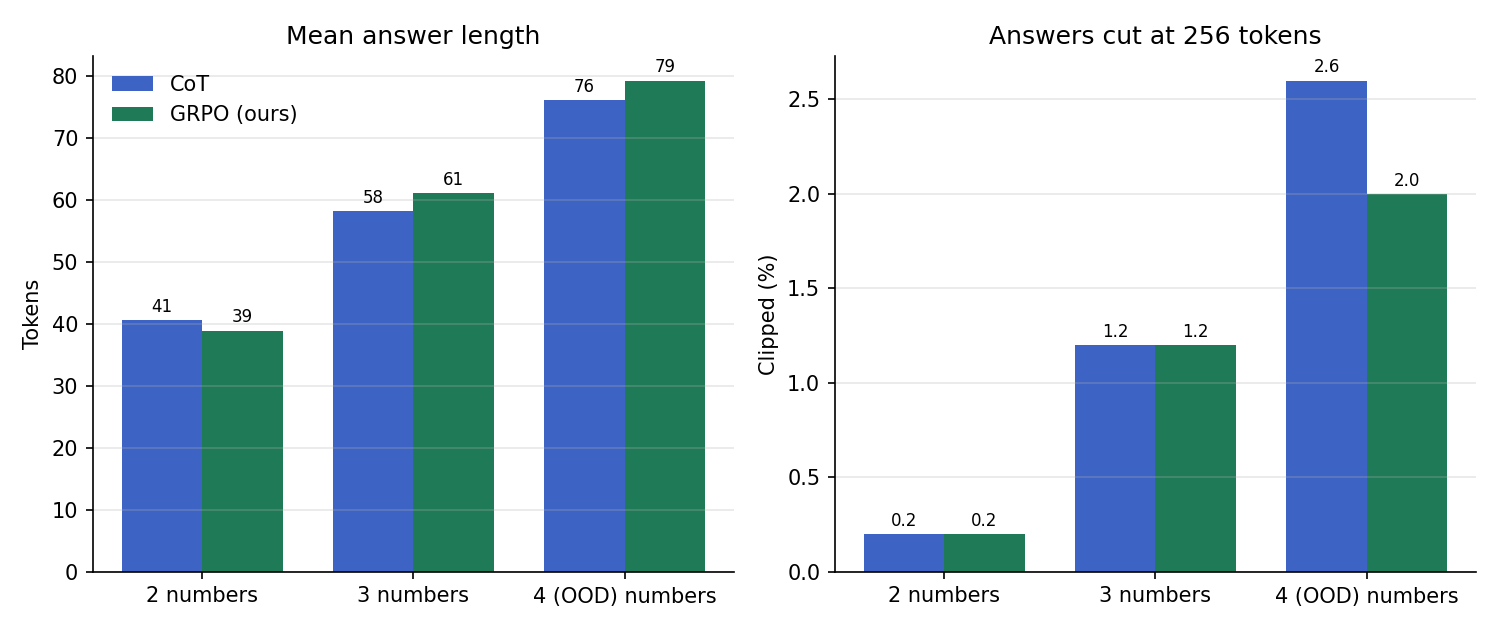 Mean answer length
CoT
GRPO (ours)
Tokens
80
70
60
50
40
30
20
10
0
41
39
58
61
76
79
2 numbers
3 numbers
4 (OOD) numbers
Answers cut at 256 tokens
Clipped (%)
2.5
2.0
1.5
1.0
0.5
0.0
0.2
0.2
1.2
1.2
2.6
2.0
2 numbers
3 numbers
4 (OOD) numbers